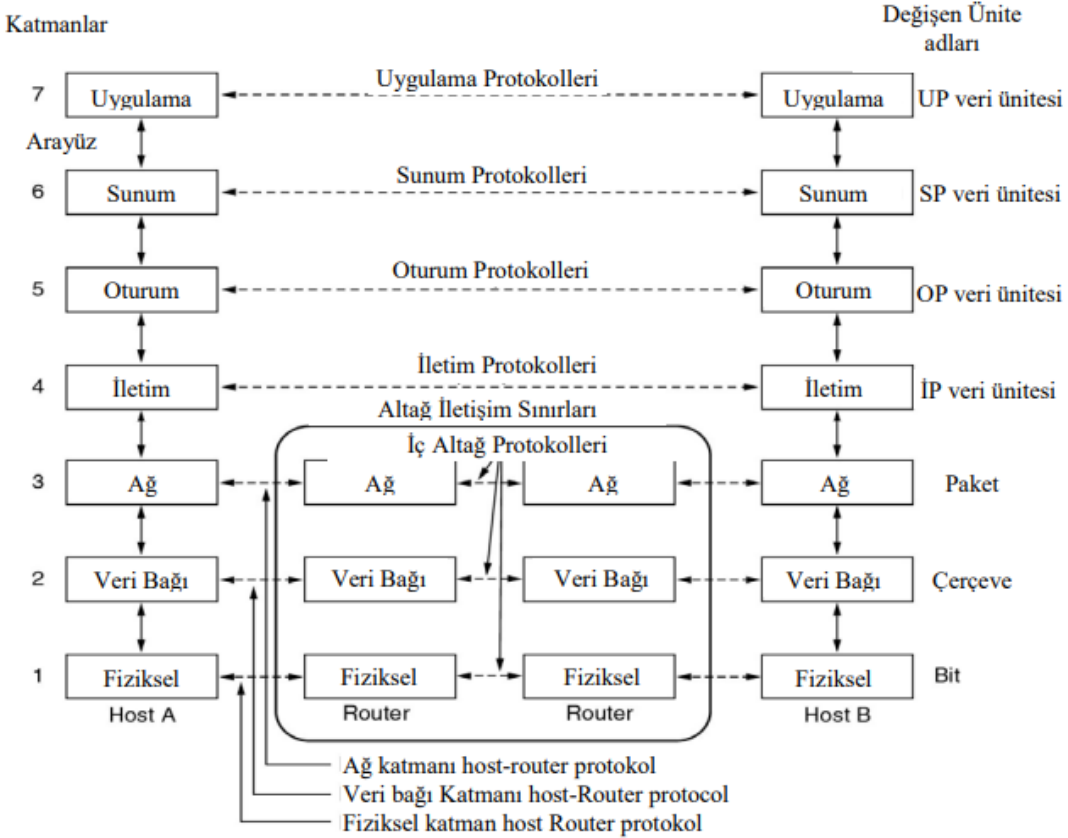 Katmanlar
Değişen Ünite
adları
Uygulama Protokolleri
7
Uygulama
Uygulama
UP veri ünitesi
Arayüz
Sunum Protokolleri
6
Sunum
Sunum
SP veri ünitesi
Oturum Protokolleri
5
Oturum
Oturum
OP veri ünitesi
İletim Protokolleri
4
İletim
İletim
İP veri ünitesi
Altağ İletişim Sınırları
İç Altağ Protokolleri
3
Ağ
Ağ
Ağ
Ağ
Paket
2
Veri Bağı
Veri Bağı
Veri Bağı
Veri Bağı
Çerçeve
1
Fiziksel
Fiziksel
Fiziksel
Fiziksel
Bit
Host A
Router
Router
Host B
Ağ katmanı host-router protokol
Veri bağı Katmanı host-Router protocol
Fiziksel katman host Router protokol